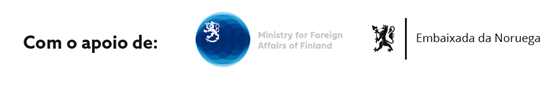 Com o apoio de:
Ministry for Foreign
Affairs of Finland
Embaixada da Noruega